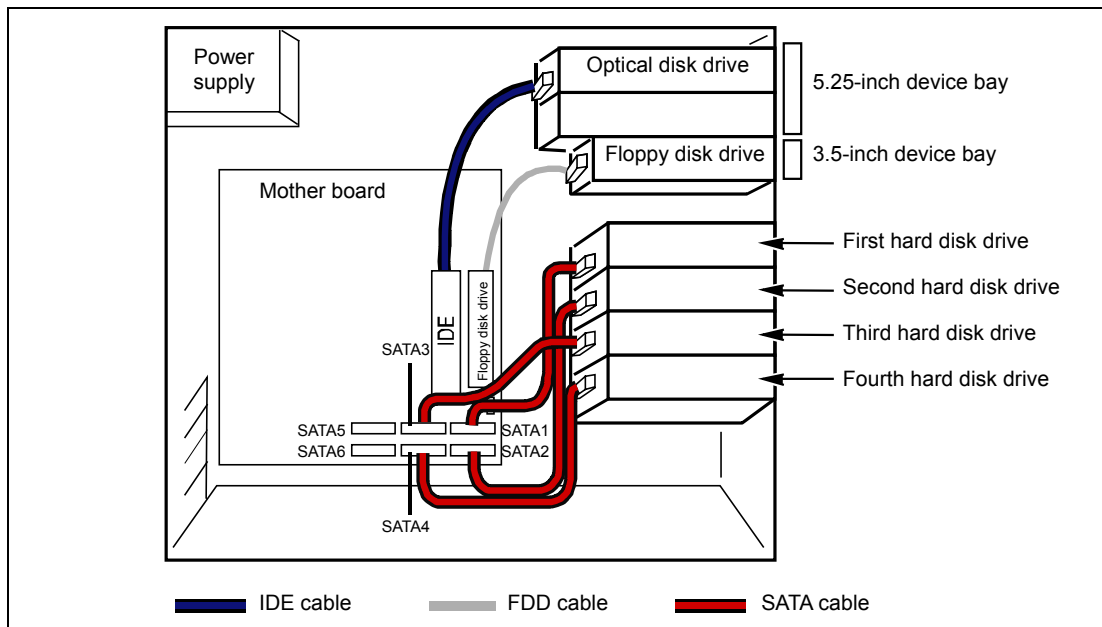 Power
supply
Optical disk drive
5.25-inch device bay
Floppy disk drive
3.5-inch device bay
Mother board
First hard disk drive
Second hard disk drive
Third hard disk drive
Fourth hard disk drive
IDE
Floppy disk drive
SATA3
SATA5
SATA1
SATA6
SATA2
SATA4
IDE cable
FDD cable
SATA cable